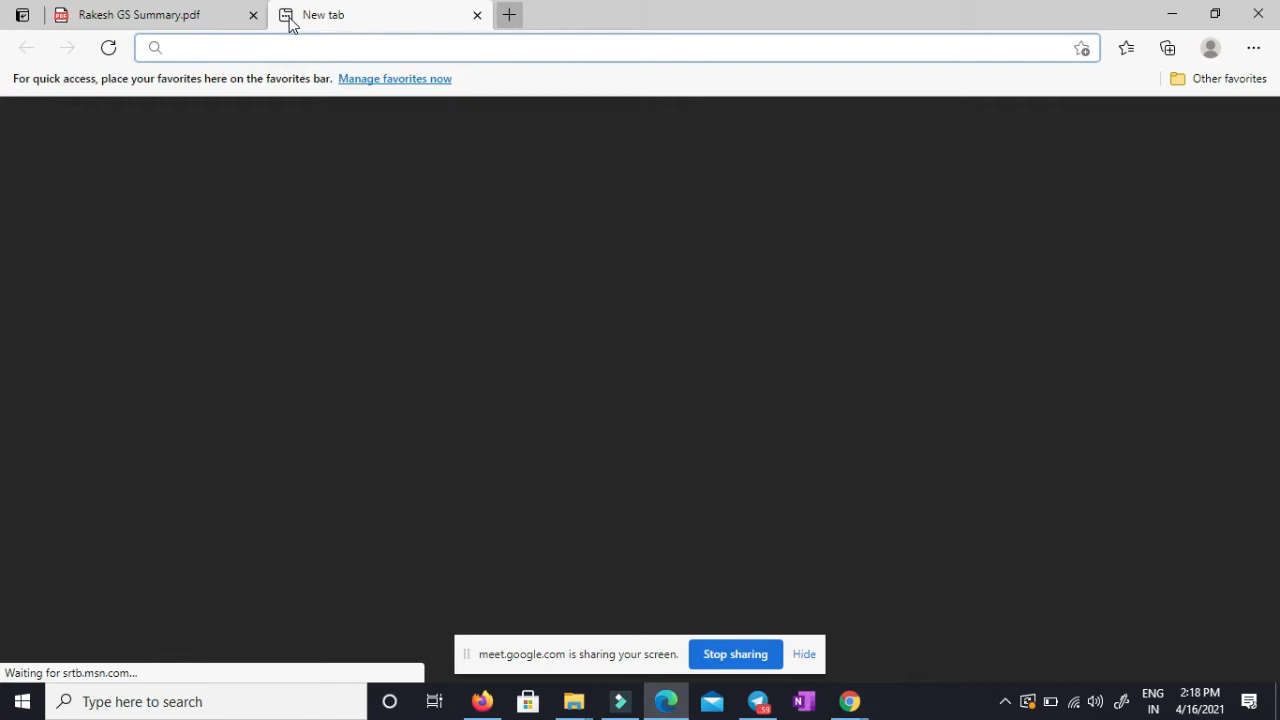 Rakesh GS Summary.pdf
New tab
For quick access, place your favorites here on the favorites bar. Manage favorites now
Other favorites
meet.google.com is sharing your screen.
Stop sharing
Hide
Waiting for srtb.msn.com...
Type here to search
59
ENG
IN
2:18 PM
4/16/2021